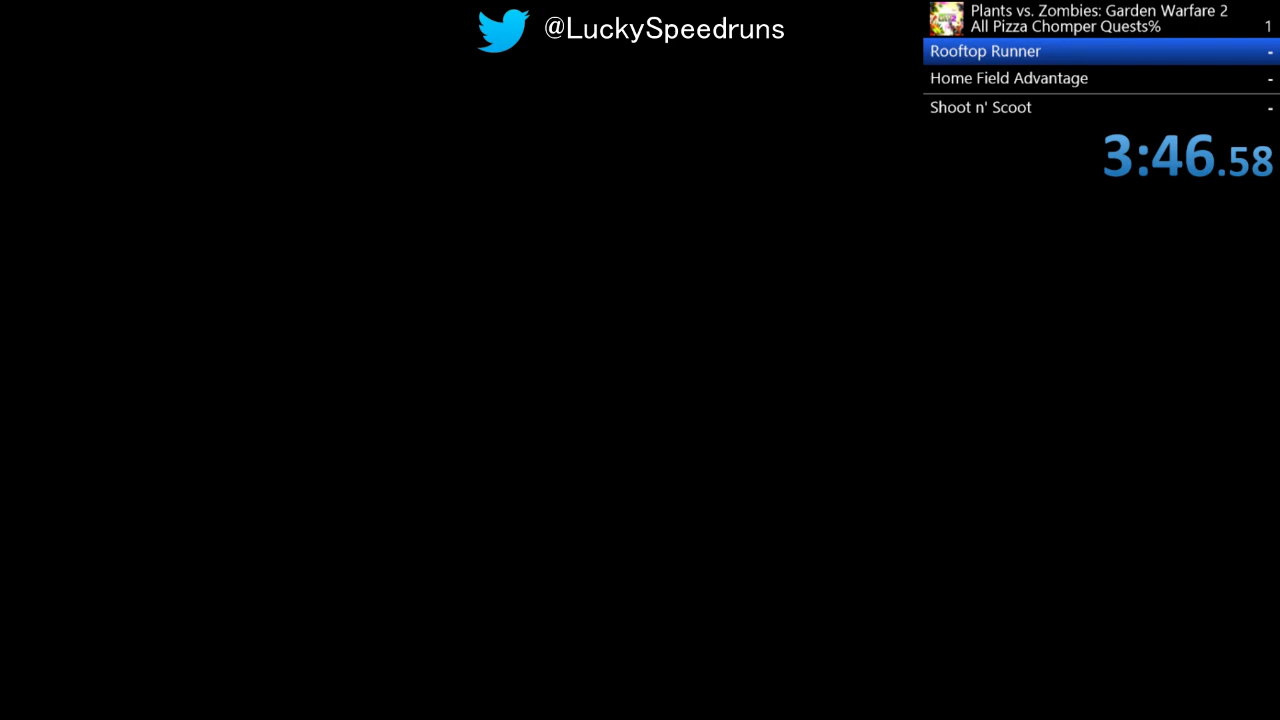 @LuckySpeedruns
Plants vs. Zombies: Garden Warfare 2
All Pizza Chomper Quests% 1
Rooftop Runner -
Home Field Advantage -
Shoot n' Scoot -
3:46.58